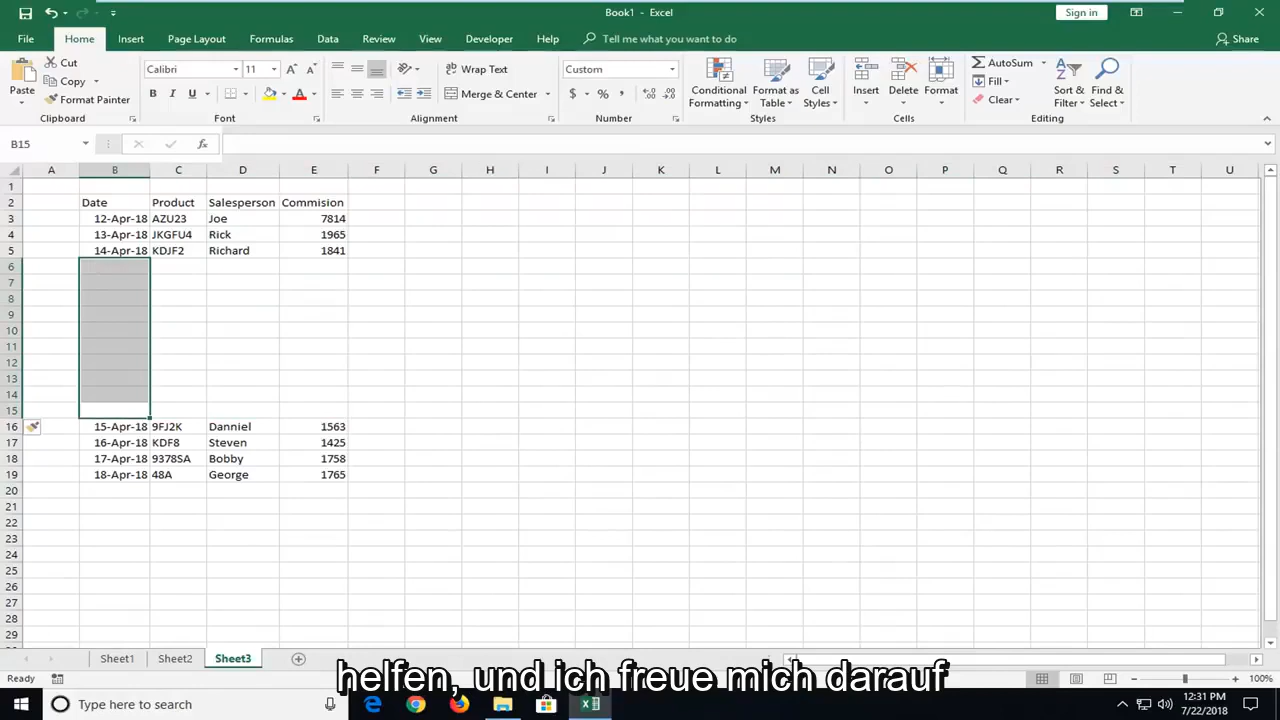 Book1 - Excel
Sign in
File Home Insert Page Layout Formulas Data Review View Developer Help Tell me what you want to do Share
Paste
Cut
Copy
Format Painter
Clipboard
Calibri 11
B I U
Font
Wrap Text
Merge & Center
Alignment
Custom
$ % ,
Number
Conditional Formatting
Format as Table
Cell Styles
Styles
Insert Delete Format
Cells
AutoSum
Fill
Clear
Sort & Filter
Find & Select
Editing
B15 fx
A B C D E F G H I J K L M N O P Q R S T U
1
2 Date Product Salesperson Commision
3 12-Apr-18 AZU23 Joe 7814
4 13-Apr-18 JKGFU4 Rick 1965
5 14-Apr-18 KDJF2 Richard 1841
6
7
8
9
10
11
12
13
14
15
16 15-Apr-18 9FJ2K Danniel 1563
17 16-Apr-18 KDF8 Steven 1425
18 17-Apr-18 9378SA Bobby 1758
19 18-Apr-18 48A George 1765
20
21
22
23
24
25
26
27
28
29
Sheet1 Sheet2 Sheet3
helfen, und ich freue mich darauf
Ready 100%
Type here to search
12:31 PM
7/22/2018